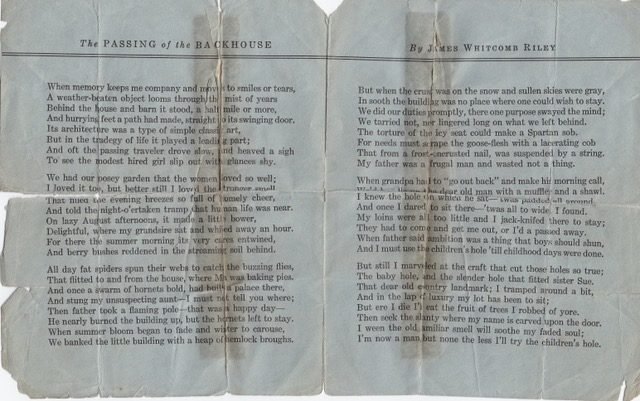 The PASSING of the BACKHOUSE
By JAMES WHITCOMB RILEY
When memory keeps me company and moves to smiles or tears,
A weather-beaten object looms through the mist of years
Behind the house and barn it stood, a half mile or more,
And hurrying feet a path had made, straight to its swinging door.
Its architecture was a type of simple classic art,
But in the tradegy of life it played a leading part;
And oft the passing traveler drove slow, and heaved a sigh
To see the modest hired girl slip out with glances shy.
We had our posey garden that the women loved so well;
I loved it too, but better still I loved the stronger smell
That filled the evening breezes so full of homely cheer,
And told the night-o'ertaken tramp that human life was near.
On lazy August afternoons, it made a little bower,
Delightful, where my grandsire sat and whiled away an hour.
For there the summer morning its very cares entwined,
And berry bushes reddened in the streaming soil behind.
All day fat spiders spun their webs to catch the buzzing flies,
That flitted to and from the house, where Ma was baking pies.
And once a swarm of hornets bold, had built a palace there,
And stung my unsuspecting aunt—I must not tell you where;
Then father took a flaming pole—that was a happy day—
He nearly burned the building up, but the hornets left to stay.
When summer bloom began to fade and winter to carouse,
We banked the little building with a heap of hemlock broughs.
But when the crust was on the snow and sullen skies were gray,
In sooth the building was no place where one could wish to stay.
We did our duties promptly, there one purpose swayed the mind;
We tarried not, nor lingered long on what we left behind.
The torture of the icy seat could make a Spartan sob.
For needs must scrape the goose-flesh with a lacerating cob
That from a frost-encrusted nail, was suspended by a string.
My father was a frugal man and wasted not a thing.
When grandpa had to "go out back" and make his morning call,
dear old man with a muffler and a shawl.
I knew the hole on which he sat— 'twas padded all around,
And once I dared to sit there—'twas all to wide I found.
My loins were all too little and I jack-knifed there to stay;
They had to come and get me out, or I'd a passed away.
When father said ambition was a thing that boys should shun,
And I must use the children's hole 'till childhood days were done.
But still I marveled at the craft that cut those holes so true;
The baby hole, and the slender hole that fitted sister Sue.
That dear old country landmark; I tramped around a bit,
And in the lap of luxury my lot has been to sit;
But ere I die I'll eat the fruit of trees I robbed of yore.
Then seek the shanty where my name is carved upon the door.
I ween the old familiar smell will soothe my faded soul;
I'm now a man, but none the less I'll try the children's hole.